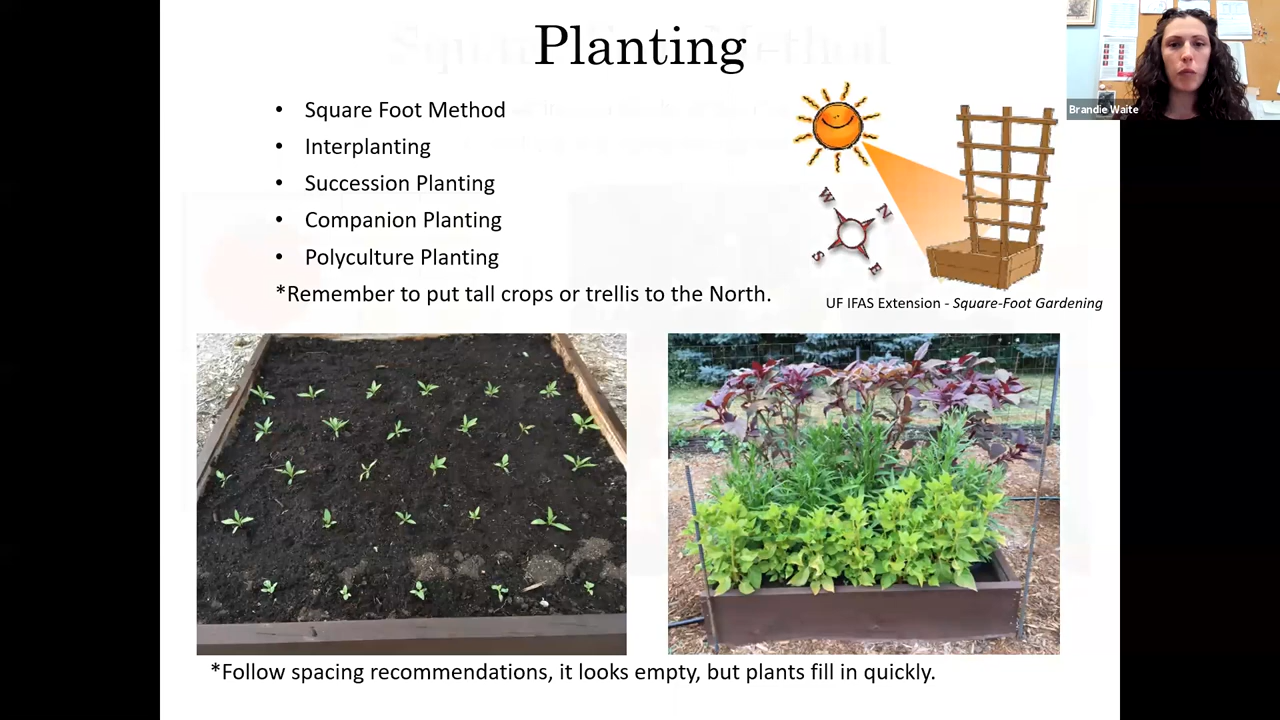 Planting
• Square Foot Method
• Interplanting
• Succession Planting
• Companion Planting
• Polyculture Planting
*Remember to put tall crops or trellis to the North.
W
N
S
E
UF IFAS Extension - Square-Foot Gardening
*Follow spacing recommendations, it looks empty, but plants fill in quickly.
Brandie Waite